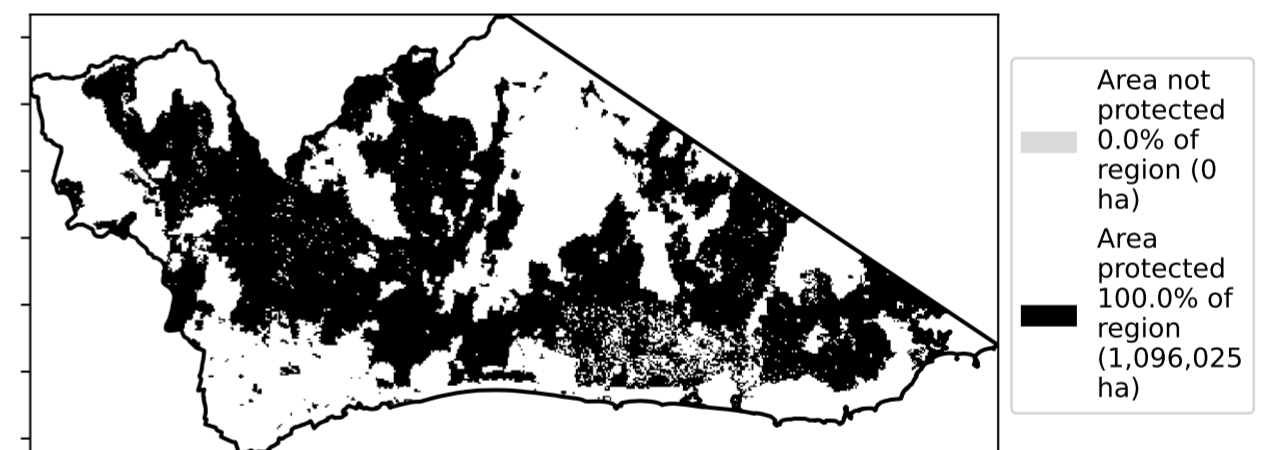 Area not
protected
0.0% of
region (0
ha)
Area
protected
100.0% of
region
(1,096,025
ha)